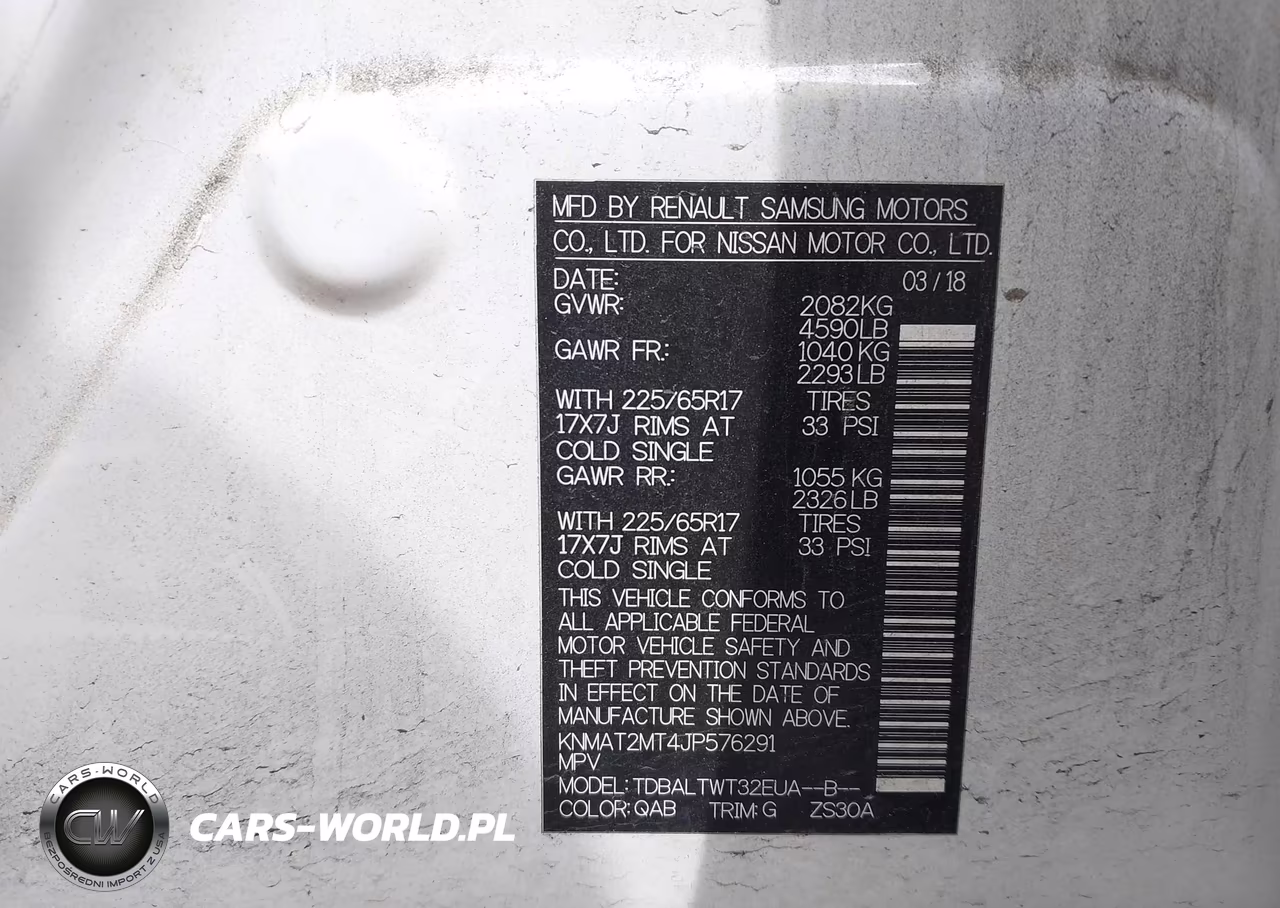 MFD BY RENAULT SAMSUNG MOTORS
CO., LTD. FOR NISSAN MOTOR CO., LTD.
DATE: 03 / 18
GVWR: 2082KG
4590LB
GAWR FR.: 1040 KG
2293 LB
WITH 225/65R17 TIRES
17X7J RIMS AT 33 PSI
COLD SINGLE
GAWR RR.: 1055 KG
2326 LB
WITH 225/65R17 TIRES
17X7J RIMS AT 33 PSI
COLD SINGLE
THIS VEHICLE CONFORMS TO
ALL APPLICABLE FEDERAL
MOTOR VEHICLE SAFETY AND
THEFT PREVENTION STANDARDS
IN EFFECT ON THE DATE OF
MANUFACTURE SHOWN ABOVE.
KNMAT2MT4JP576291
MPV
MODEL: TDBALTWT32EUA--B---
COLOR: QAB TRIM: G ZS30A
CARS-WORLD
CW
BEZPOŚREDNI IMPORT Z USA
CARS-WORLD.PL